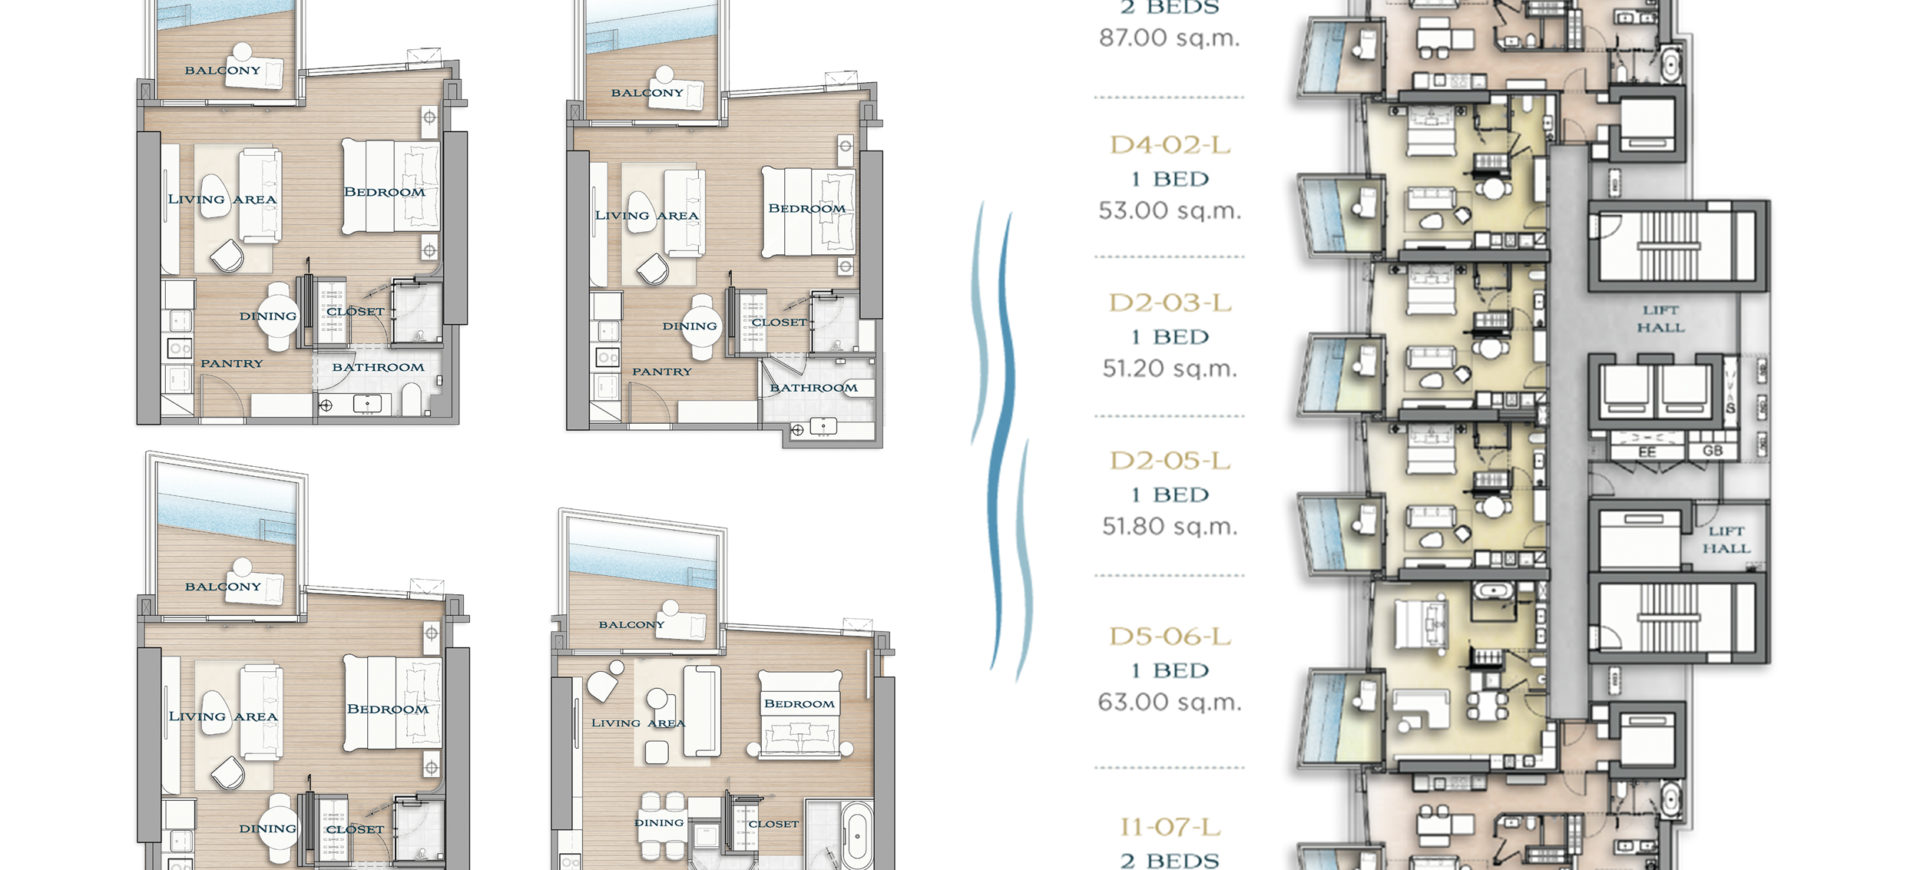 BALCONY
LIVING AREA
BEDROOM
DINING
CLOSET
PANTRY
BATHROOM
BALCONY
LIVING AREA
BEDROOM
DINING
CLOSET
PANTRY
BATHROOM
BALCONY
LIVING AREA
BEDROOM
DINING
CLOSET
BALCONY
LIVING AREA
BEDROOM
DINING
CLOSET
2 BEDS
87.00 sq.m.
D4-02-L
1 BED
53.00 sq.m.
D2-03-L
1 BED
51.20 sq.m.
D2-05-L
1 BED
51.80 sq.m.
D5-06-L
1 BED
63.00 sq.m.
I1-07-L
2 BEDS
LIFT
HALL
EE
GB
LIFT
HALL